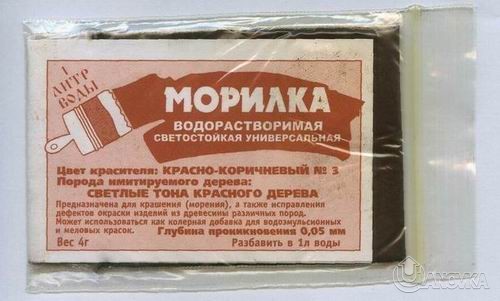 1
ЛИТР
ВОДЫ
МОРИЛКА
ВОДОРАСТВОРИМАЯ
СВЕТОСТОЙКАЯ УНИВЕРСАЛЬНАЯ
Цвет красителя: КРАСНО-КОРИЧНЕВЫЙ № 3
Порода имитируемого дерева:
СВЕТЛЫЕ ТОНА КРАСНОГО ДЕРЕВА
Предназначена для крашения (морения), а также исправления
дефектов окраски изделий из древесины различных пород.
Может использоваться как колерная добавка для водоэмульсионных
и меловых красок. Глубина проникновения 0,05 мм
Вес 4г Разбавить в 1л воды